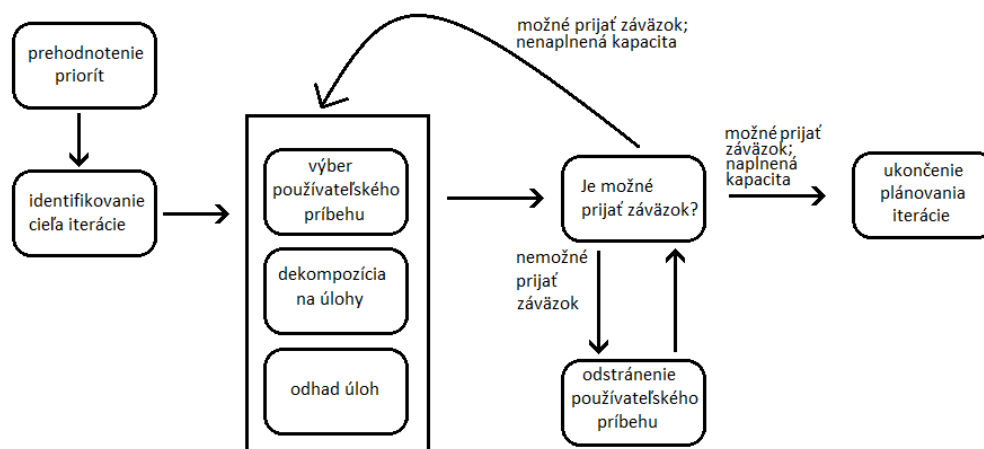 prehodnotenie
priorít
identifikovanie
cieľa iterácie
výber
používateľského
príbehu
dekompozícia
na úlohy
odhad úloh
možné prijať záväzok;
nenaplnená kapacita
Je možné
prijať záväzok?
nemožné
prijať
záväzok
odstránenie
používateľského
príbehu
možné prijať
záväzok;
naplnená
kapacita
ukončenie
plánovania
iterácie